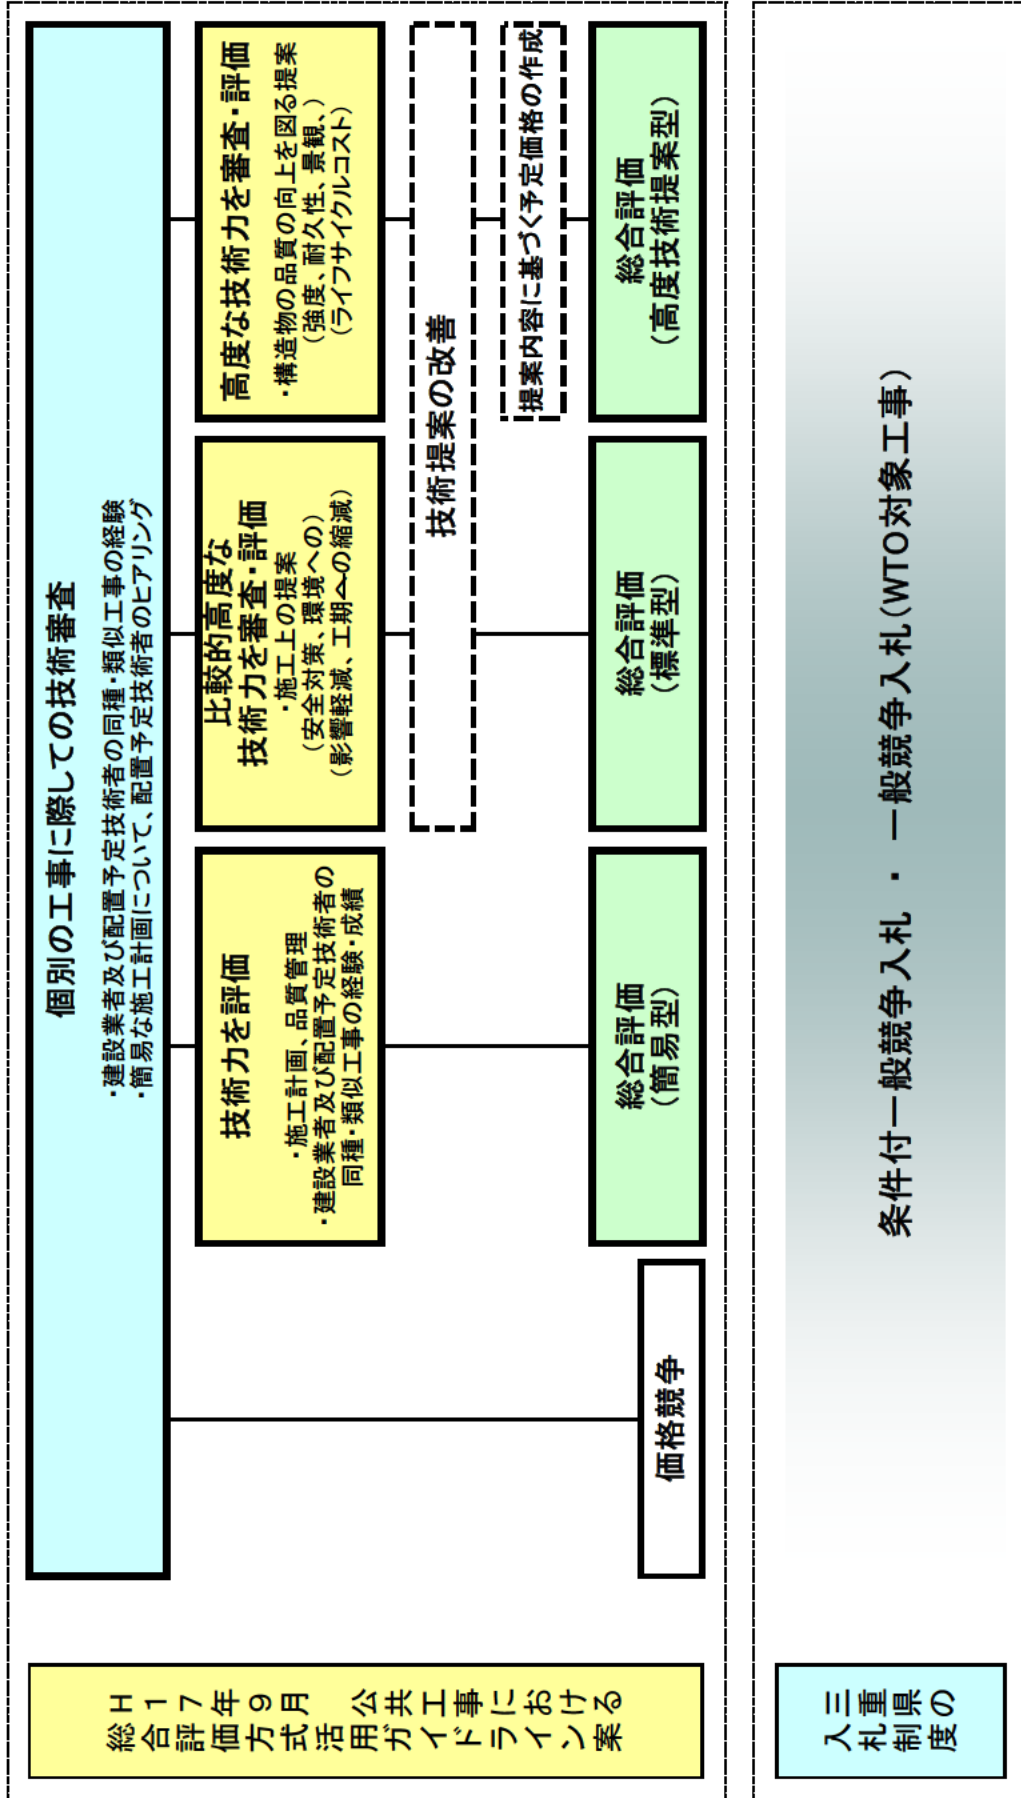 H17年9月　公共工事における
総合評価方式活用ガイドライン案
個別の工事に際しての技術審査
・建設業者及び配置予定技術者の同種・類似工事の経験
・簡易な施工計画について、配置予定技術者のヒアリング
技術力を評価
・施工計画、品質管理
・建設業者及び配置予定技術者の
同種・類似工事の経験・成績
比較的高度な
技術力を審査・評価
・施工上の提案
(安全対策、環境への)
(影響軽減、工期への縮減)
高度な技術力を審査・評価
・構造物の品質の向上を図る提案
(強度、耐久性、景観、)
(ライフサイクルコスト)
技術提案の改善
提案内容に基づく予定価格の作成
価格競争
総合評価
(簡易型)
総合評価
(標準型)
総合評価
(高度技術提案型)
三重県の
入札制度
条件付一般競争入札　・　一般競争入札(WTO対象工事)